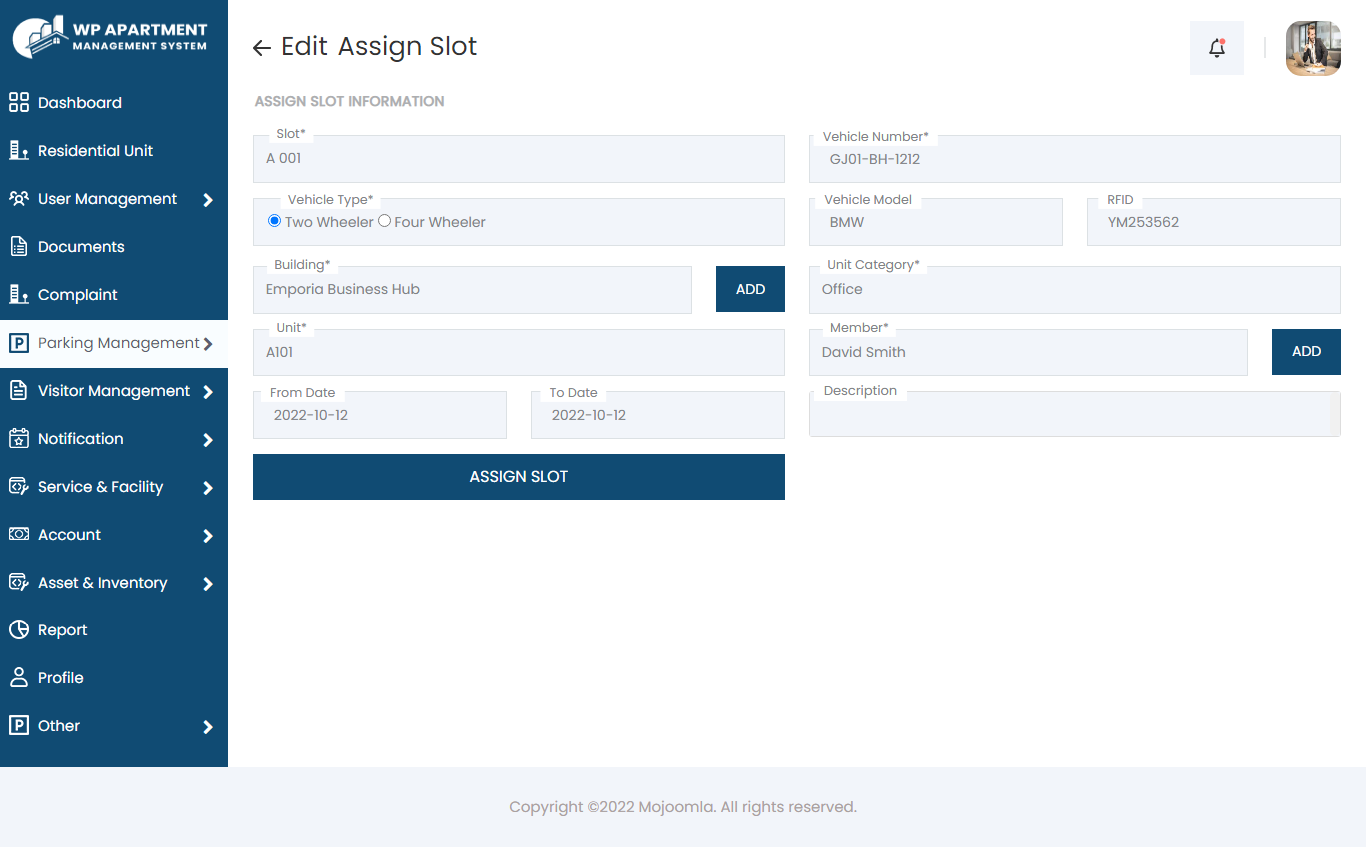 WP APARTMENT
MANAGEMENT SYSTEM
Dashboard
Residential Unit
User Management
Documents
Complaint
Parking Management
Visitor Management
Notification
Service & Facility
Account
Asset & Inventory
Report
Profile
Other
Edit Assign Slot
ASSIGN SLOT INFORMATION
Slot*
A 001
Vehicle Number*
GJ01-BH-1212
Vehicle Type*
Two Wheeler Four Wheeler
Vehicle Model
BMW
RFID
YM253562
Building*
Emporia Business Hub
ADD
Unit Category*
Office
Unit*
A101
Member*
David Smith
ADD
From Date
2022-10-12
To Date
2022-10-12
Description
ASSIGN SLOT
Copyright ©2022 Mojoomla. All rights reserved.